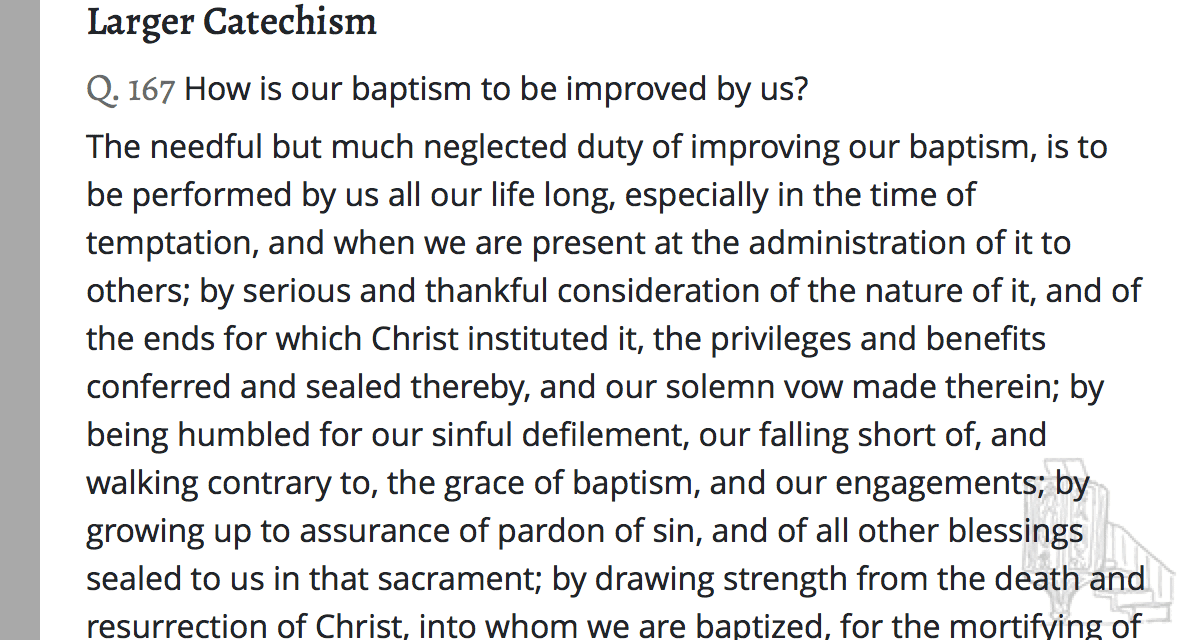 Larger Catechism
Q. 167 How is our baptism to be improved by us?
The needful but much neglected duty of improving our baptism, is to
be performed by us all our life long, especially in the time of
temptation, and when we are present at the administration of it to
others; by serious and thankful consideration of the nature of it, and of
the ends for which Christ instituted it, the privileges and benefits
conferred and sealed thereby, and our solemn vow made therein; by
being humbled for our sinful defilement, our falling short of, and
walking contrary to, the grace of baptism, and our engagements; by
growing up to assurance of pardon of sin, and of all other blessings
sealed to us in that sacrament; by drawing strength from the death and
resurrection of Christ, into whom we are baptized, for the mortifying of